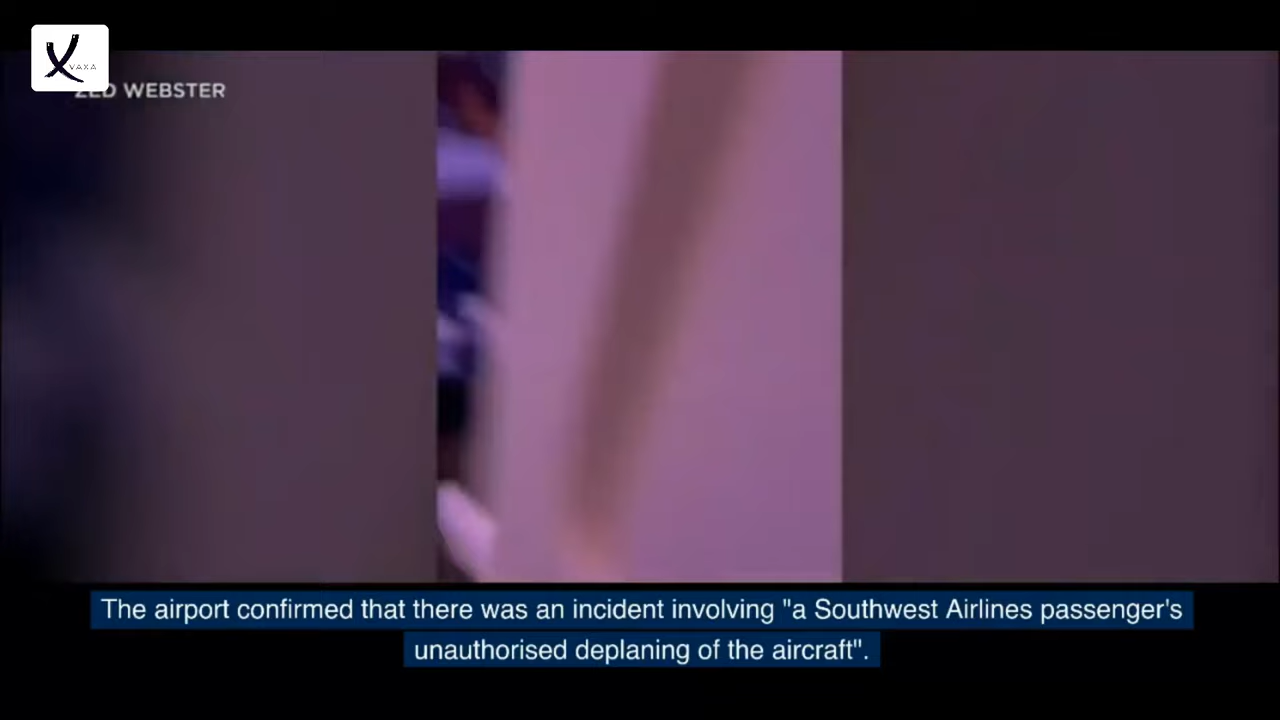 VAXA
ZED WEBSTER
The airport confirmed that there was an incident involving "a Southwest Airlines passenger's
unauthorised deplaning of the aircraft".